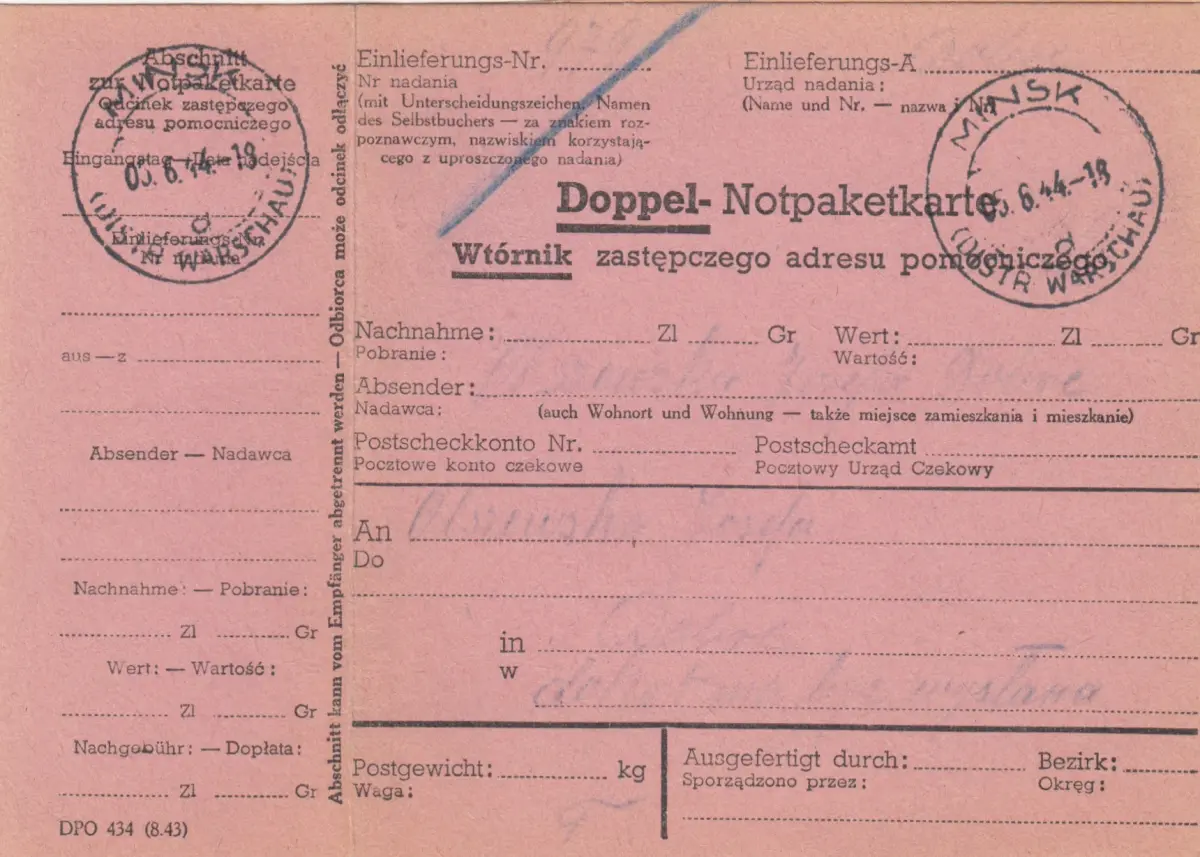 Abschnitt
zur Notpaketkarte
Odcinek zastępczego
adresu pomocniczego
Eingangstag — Data nadejścia
MINSK
05.6.44.-18
(DISTR. WARSCHAU)
Einlieferungs-Nr.
Nr nadania
aus — z
Absender — Nadawca
Nachnahme: — Pobranie:
Zl Gr
Wert: — Wartość:
Zl Gr
Nachgebühr: — Dopłata:
Zl Gr
DPO 434 (8.43)
Abschnitt kann vom Empfänger abgetrennt werden — Odbiorca może odcinek odłączyć
Einlieferungs-Nr.
Nr nadania
(mit Unterscheidungszeichen, Namen
des Selbstbuchers — za znakiem roz-
poznawczym, nazwiskiem korzystają-
cego z uproszczonego nadania)
Einlieferungs-A
Urząd nadania:
(Name und Nr. — nazwa i Nr)
MINSK
05.6.44.-18
(DISTR. WARSCHAU)
Doppel- Notpaketkarte
Wtórnik zastępczego adresu pomocniczego
Nachnahme: Zl Gr Wert: Zl Gr
Pobranie: Wartość:
Absender:
Nadawca: (auch Wohnort und Wohnung — także miejsce zamieszkania i mieszkanie)
Postscheckkonto Nr. Postscheckamt
Pocztowe konto czekowe Pocztowy Urząd Czekowy
An
Do
in
w
Postgewicht: kg
Waga:
Ausgefertigt durch: Bezirk:
Sporządzono przez: Okręg: